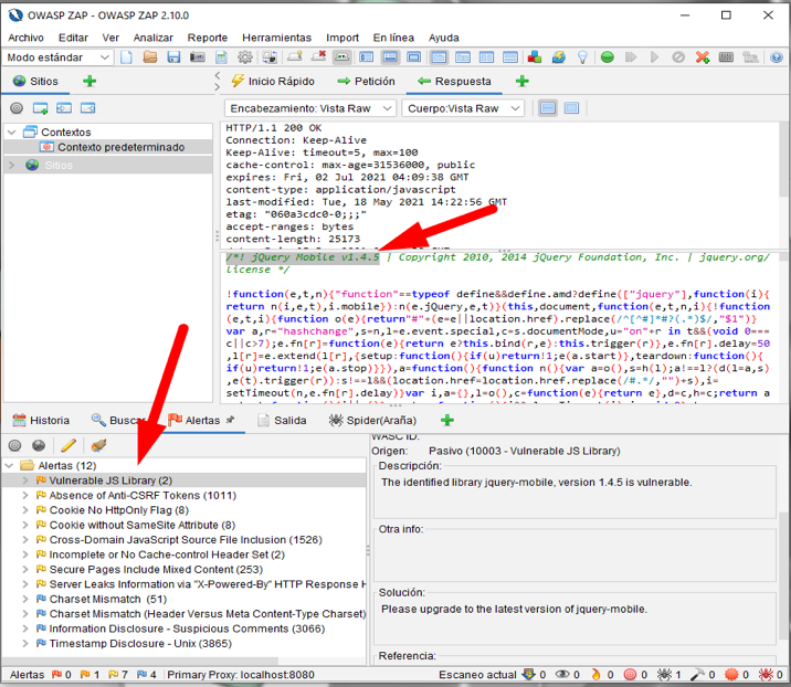 OWASP ZAP - OWASP ZAP 2.10.0
Archivo Editar Ver Analizar Reporte Herramientas Import En línea Ayuda
Modo estándar
Sitios
Inicio Rápido Petición Respuesta
Encabezamiento: Vista Raw Cuerpo:Vista Raw
Contextos
Contexto predeterminado
Sitios
HTTP/1.1 200 OK
Connection: Keep-Alive
Keep-Alive: timeout=5, max=100
cache-control: max-age=31536000, public
expires: Fri, 02 Jul 2021 04:09:38 GMT
content-type: application/javascript
last-modified: Tue, 18 May 2021 14:22:56 GMT
etag: "060a3cdc0-0;;;"
accept-ranges: bytes
content-length: 25173
/*! jQuery Mobile v1.4.5 | Copyright 2010, 2014 jQuery Foundation, Inc. | jquery.org/
license */
!function(e,t,n){"function"==typeof define&&define.amd?define(["jquery"],function(i){
return n(i,e,t),i.mobile}):n(e.jQuery,e,t)}(this,document,function(e,t,n,i){!function
(e,t,i){function o(e){return"#"+(e=e||location.href).replace(/^[^#]*#?(.*)$/,"$1")}
var a,r="hashchange",s=n,l=e.event.special,c=s.documentMode,u="on"+r in t&&(void 0===
c||c>7);e.fn[r]=function(e){return e?this.bind(r,e):this.trigger(r)},e.fn[r].delay=50
,l[r]=e.extend(l[r],{setup:function(){if(u)return!1;e(a.start)},teardown:function(){
if(u)return!1;e(a.stop)}}),a=function(){function n(){var a=o(),s=h(l);a!==l?(d(l=a,s)
,e(t).trigger(r)):s!==l&&(location.href=location.href.replace(/#.*/,"")+s),i=
setTimeout(n,e.fn[r].delay)}var i,a={},l=o(),c=function(e){return e},d=c,h=c;return a
Historia Buscar Alertas Salida Spider(Araña)
Alertas (12)
Vulnerable JS Library (2)
Absence of Anti-CSRF Tokens (1011)
Cookie No HttpOnly Flag (8)
Cookie without SameSite Attribute (8)
Cross-Domain JavaScript Source File Inclusion (1526)
Incomplete or No Cache-control Header Set (2)
Secure Pages Include Mixed Content (253)
Server Leaks Information via "X-Powered-By" HTTP Response H
Charset Mismatch (51)
Charset Mismatch (Header Versus Meta Content-Type Charset)
Information Disclosure - Suspicious Comments (3066)
Timestamp Disclosure - Unix (3865)
WASC ID:
Origen: Pasivo (10003 - Vulnerable JS Library)
Descripción:
The identified library jquery-mobile, version 1.4.5 is vulnerable.
Otra info:
Solución:
Please upgrade to the latest version of jquery-mobile.
Referencia:
Alertas 0 1 7 4 Primary Proxy: localhost:8080 Escaneo actual 0 0 0 0 1 0 0 0